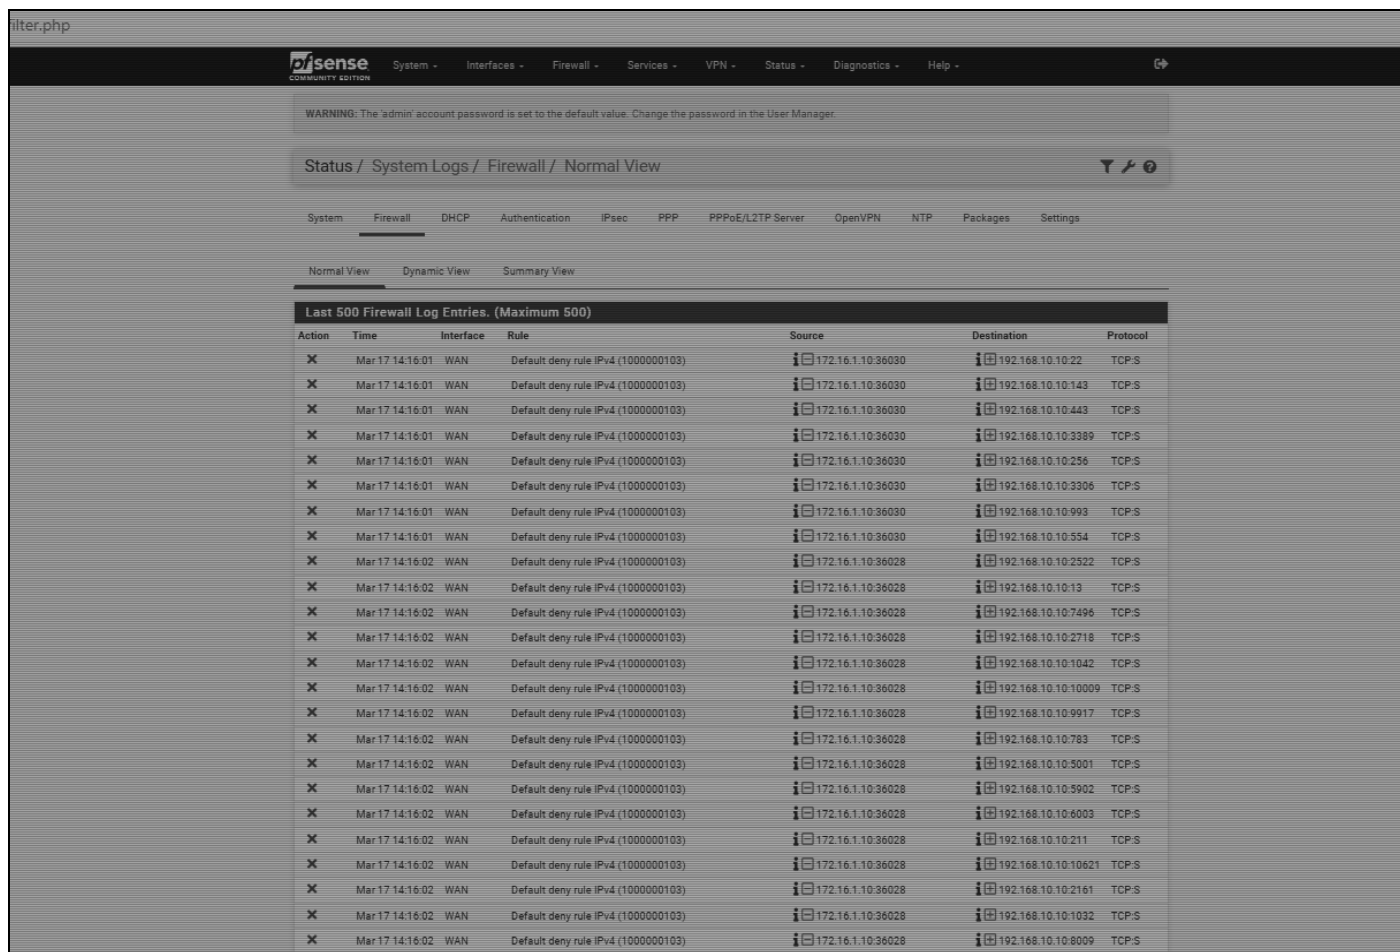 ilter.php
pfsense System Interfaces Firewall Services VPN Status Diagnostics Help
COMMUNITY EDITION
WARNING: The 'admin' account password is set to the default value. Change the password in the User Manager.
Status / System Logs / Firewall / Normal View
System Firewall DHCP Authentication IPsec PPP PPPoE/L2TP Server OpenVPN NTP Packages Settings
Normal View Dynamic View Summary View
Last 500 Firewall Log Entries. (Maximum 500)
Action Time Interface Rule Source Destination Protocol
Mar 17 14:16:01 WAN Default deny rule IPv4 (1000000103) 172.16.1.10:36030 192.168.10.10:22 TCP:S
Mar 17 14:16:01 WAN Default deny rule IPv4 (1000000103) 172.16.1.10:36030 192.168.10.10:143 TCP:S
Mar 17 14:16:01 WAN Default deny rule IPv4 (1000000103) 172.16.1.10:36030 192.168.10.10:443 TCP:S
Mar 17 14:16:01 WAN Default deny rule IPv4 (1000000103) 172.16.1.10:36030 192.168.10.10:3389 TCP:S
Mar 17 14:16:01 WAN Default deny rule IPv4 (1000000103) 172.16.1.10:36030 192.168.10.10:256 TCP:S
Mar 17 14:16:01 WAN Default deny rule IPv4 (1000000103) 172.16.1.10:36030 192.168.10.10:3306 TCP:S
Mar 17 14:16:01 WAN Default deny rule IPv4 (1000000103) 172.16.1.10:36030 192.168.10.10:993 TCP:S
Mar 17 14:16:01 WAN Default deny rule IPv4 (1000000103) 172.16.1.10:36030 192.168.10.10:554 TCP:S
Mar 17 14:16:02 WAN Default deny rule IPv4 (1000000103) 172.16.1.10:36028 192.168.10.10:2522 TCP:S
Mar 17 14:16:02 WAN Default deny rule IPv4 (1000000103) 172.16.1.10:36028 192.168.10.10:13 TCP:S
Mar 17 14:16:02 WAN Default deny rule IPv4 (1000000103) 172.16.1.10:36028 192.168.10.10:7496 TCP:S
Mar 17 14:16:02 WAN Default deny rule IPv4 (1000000103) 172.16.1.10:36028 192.168.10.10:2718 TCP:S
Mar 17 14:16:02 WAN Default deny rule IPv4 (1000000103) 172.16.1.10:36028 192.168.10.10:1042 TCP:S
Mar 17 14:16:02 WAN Default deny rule IPv4 (1000000103) 172.16.1.10:36028 192.168.10.10:10009 TCP:S
Mar 17 14:16:02 WAN Default deny rule IPv4 (1000000103) 172.16.1.10:36028 192.168.10.10:9917 TCP:S
Mar 17 14:16:02 WAN Default deny rule IPv4 (1000000103) 172.16.1.10:36028 192.168.10.10:783 TCP:S
Mar 17 14:16:02 WAN Default deny rule IPv4 (1000000103) 172.16.1.10:36028 192.168.10.10:5001 TCP:S
Mar 17 14:16:02 WAN Default deny rule IPv4 (1000000103) 172.16.1.10:36028 192.168.10.10:5902 TCP:S
Mar 17 14:16:02 WAN Default deny rule IPv4 (1000000103) 172.16.1.10:36028 192.168.10.10:6003 TCP:S
Mar 17 14:16:02 WAN Default deny rule IPv4 (1000000103) 172.16.1.10:36028 192.168.10.10:211 TCP:S
Mar 17 14:16:02 WAN Default deny rule IPv4 (1000000103) 172.16.1.10:36028 192.168.10.10:10621 TCP:S
Mar 17 14:16:02 WAN Default deny rule IPv4 (1000000103) 172.16.1.10:36028 192.168.10.10:2161 TCP:S
Mar 17 14:16:02 WAN Default deny rule IPv4 (1000000103) 172.16.1.10:36028 192.168.10.10:1032 TCP:S
Mar 17 14:16:02 WAN Default deny rule IPv4 (1000000103) 172.16.1.10:36028 192.168.10.10:8009 TCP:S